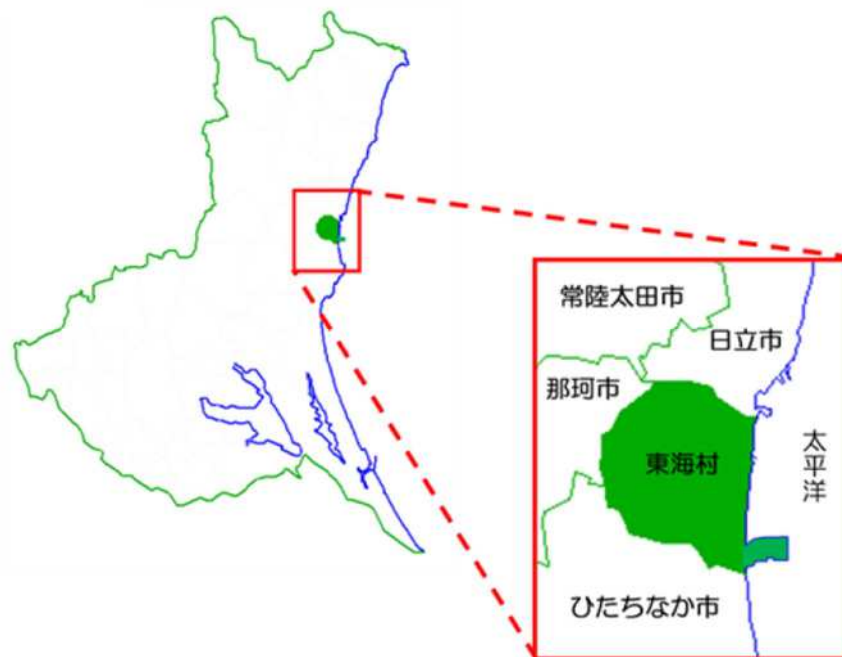 常陸太田市
日立市
那珂市
東海村
太平洋
ひたちなか市